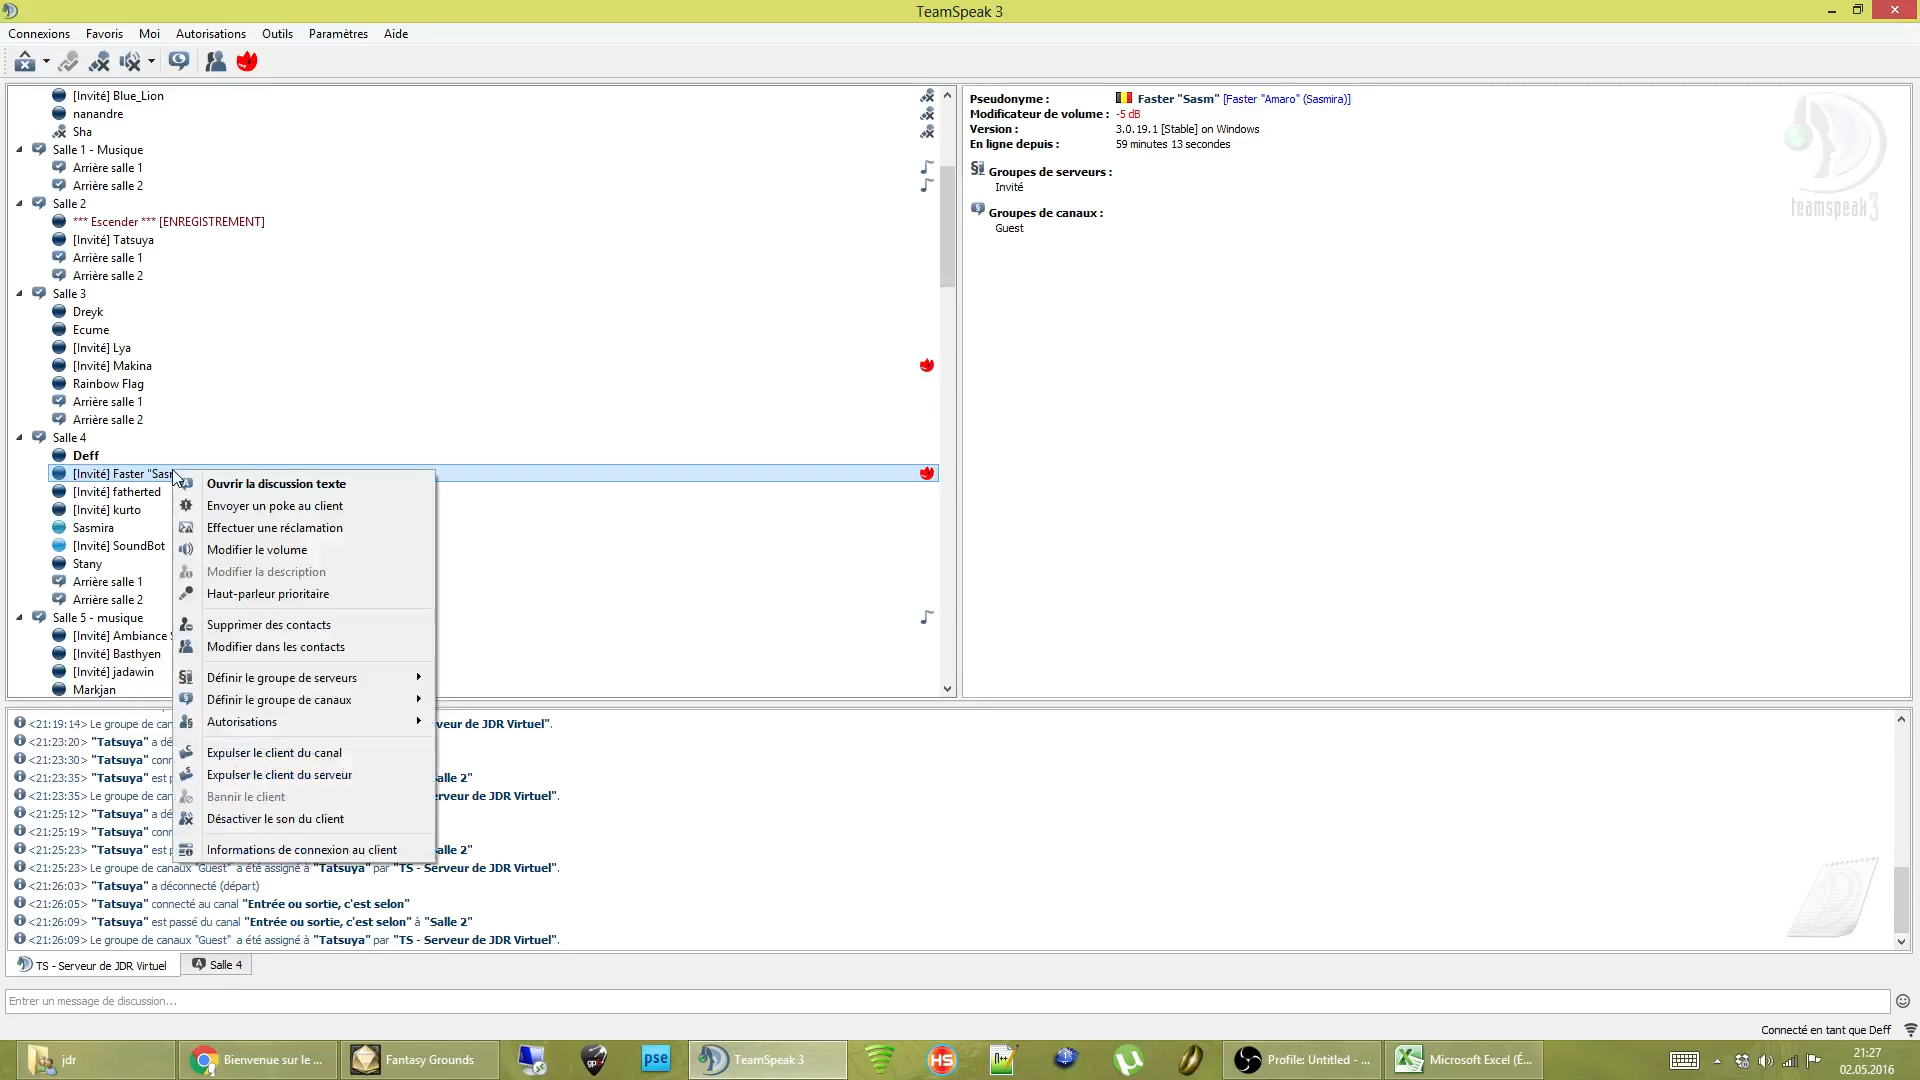 TeamSpeak 3
Connexions Favoris Moi Autorisations Outils Paramètres Aide
[Invité] Blue_Lion
nanandre
Sha
Salle 1 - Musique
Arrière salle 1
Arrière salle 2
Salle 2
*** Escender *** [ENREGISTREMENT]
[Invité] Tatsuya
Arrière salle 1
Arrière salle 2
Salle 3
Dreyk
Ecume
[Invité] Lya
[Invité] Makina
Rainbow Flag
Arrière salle 1
Arrière salle 2
Salle 4
Deff
[Invité] Faster "Sasm
[Invité] fatherted
[Invité] kurto
Sasmira
[Invité] SoundBot
Stany
Arrière salle 1
Arrière salle 2
Salle 5 - musique
[Invité] Ambiance
[Invité] Basthyen
[Invité] jadawin
Markjan
Ouvrir la discussion texte
Envoyer un poke au client
Effectuer une réclamation
Modifier le volume
Modifier la description
Haut-parleur prioritaire
Supprimer des contacts
Modifier dans les contacts
Définir le groupe de serveurs
Définir le groupe de canaux
Autorisations
Expulser le client du canal
Expulser le client du serveur
Bannir le client
Désactiver le son du client
Informations de connexion au client
Pseudonyme : Faster "Sasm" [Faster "Amaro" (Sasmira)]
Modificateur de volume : -5 dB
Version : 3.0.19.1 [Stable] on Windows
En ligne depuis : 59 minutes 13 secondes
Groupes de serveurs :
Invité
Groupes de canaux :
Guest
teamspeak 3
<21:19:14> Le groupe de can veur de JDR Virtuel".
<21:23:20> "Tatsuya" a dé
<21:23:30> "Tatsuya" conn
<21:23:35> "Tatsuya" est p alle 2"
<21:23:35> Le groupe de can erveur de JDR Virtuel".
<21:25:12> "Tatsuya" a dé
<21:25:19> "Tatsuya" conn
<21:25:23> "Tatsuya" est p alle 2"
<21:25:23> Le groupe de canaux "Guest" a été assigné à "Tatsuya" par "TS - Serveur de JDR Virtuel".
<21:26:03> "Tatsuya" a déconnecté (départ)
<21:26:05> "Tatsuya" connecté au canal "Entrée ou sortie, c'est selon"
<21:26:09> "Tatsuya" est passé du canal "Entrée ou sortie, c'est selon" à "Salle 2"
<21:26:09> Le groupe de canaux "Guest" a été assigné à "Tatsuya" par "TS - Serveur de JDR Virtuel".
TS - Serveur de JDR Virtuel Salle 4
Entrer un message de discussion...
Connecté en tant que Deff
jdr Bienvenue sur le ... Fantasy Grounds pse TeamSpeak 3 HS Profile: Untitled - ... Microsoft Excel (É... 21:27
02.05.2016